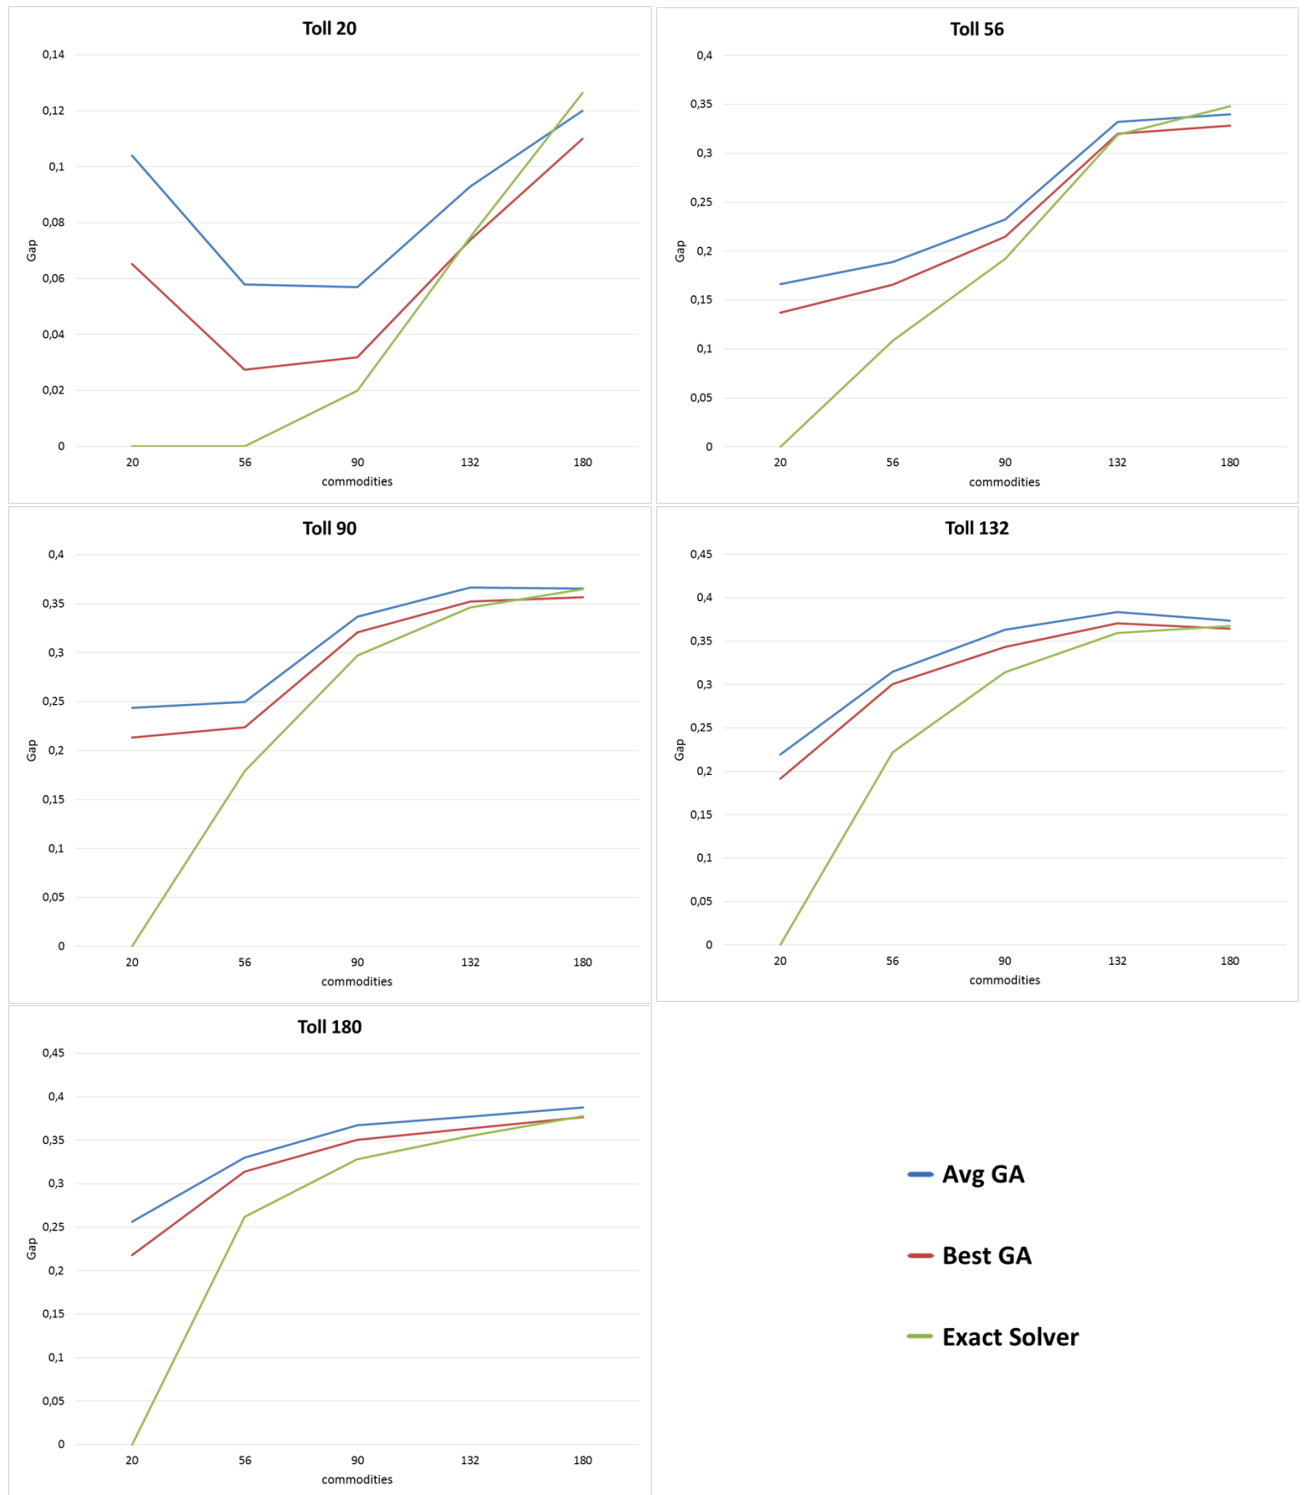 Toll 20
0,14
0,12
0,1
0,08
0,06
0,04
0,02
0
Gap
20 56 90 132 180
commodities
Toll 56
0,4
0,35
0,3
0,25
0,2
0,15
0,1
0,05
0
Gap
20 56 90 132 180
commodities
Toll 90
0,4
0,35
0,3
0,25
0,2
0,15
0,1
0,05
0
Gap
20 56 90 132 180
commodities
Toll 132
0,45
0,4
0,35
0,3
0,25
0,2
0,15
0,1
0,05
0
Gap
20 56 90 132 180
commodities
Toll 180
0,45
0,4
0,35
0,3
0,25
0,2
0,15
0,1
0,05
0
Gap
20 56 90 132 180
commodities
Avg GA
Best GA
Exact Solver